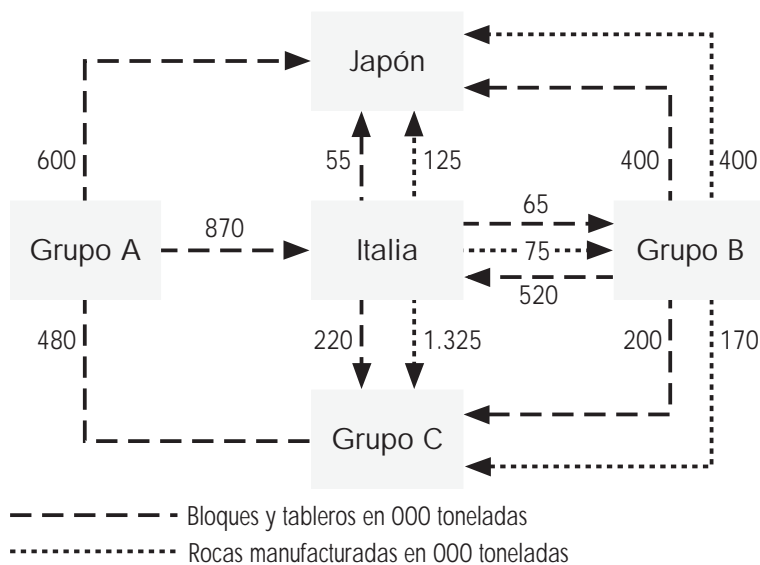 Japón
600
55
125
400
400
Grupo A
870
Italia
65
75
520
Grupo B
480
220
1.325
200
170
Grupo C
Bloques y tableros en 000 toneladas
Rocas manufacturadas en 000 toneladas